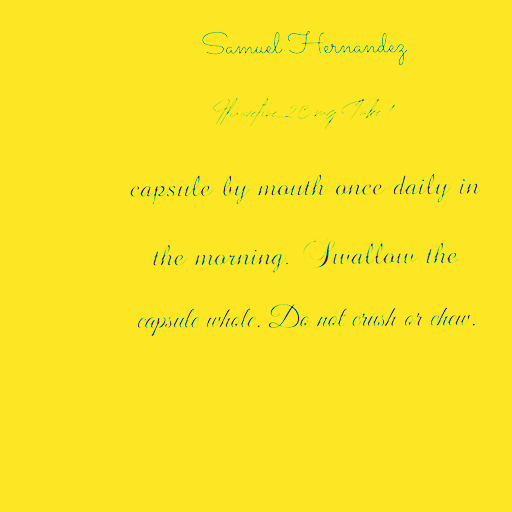 Samuel Hernandez
20 mg Take 1
capsule by mouth once daily in
the morning. Swallow the
capsule whole. Do not crush or chew.